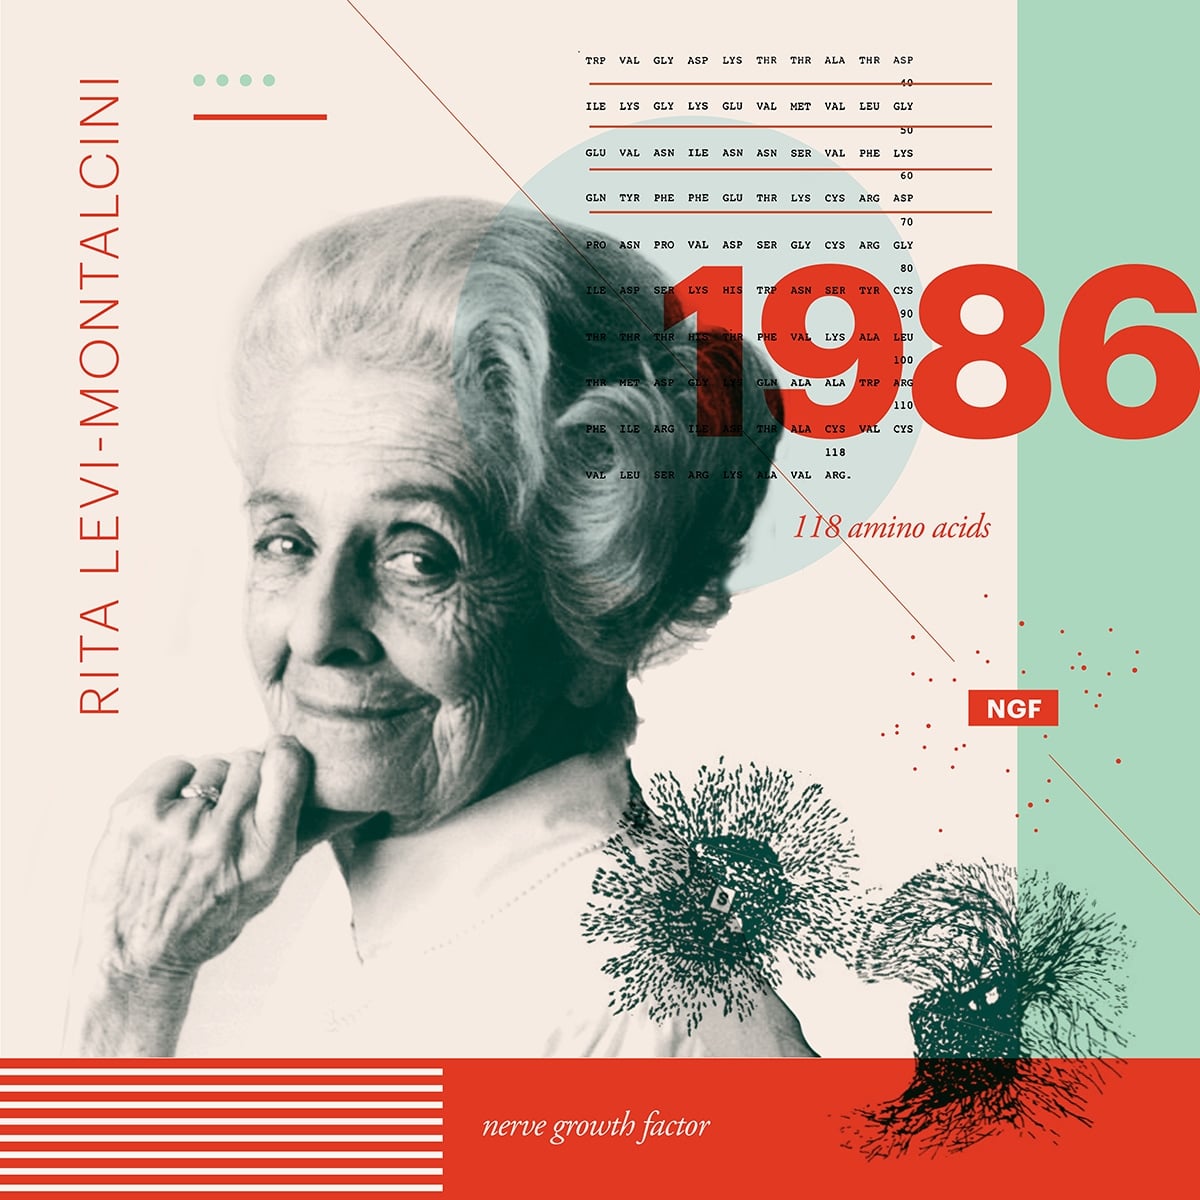 RITA LEVI-MONTALCINI
TRP VAL GLY ASP LYS THR THR ALA THR ASP
40
ILE LYS GLY LYS GLU VAL MET VAL LEU GLY
50
GLU VAL ASN ILE ASN ASN SER VAL PHE LYS
60
GLN TYR PHE PHE GLU THR LYS CYS ARG ASP
70
PRO ASN PRO VAL ASP SER GLY CYS ARG GLY
80
ILE ASP SER LYS HIS TRP ASN SER TYR CYS
90
THR THR THR HIS THR PHE VAL LYS ALA LEU
100
THR MET ASP GLY LYS GLN ALA ALA TRP ARG
110
PHE ILE ARG ILE ASP THR ALA CYS VAL CYS
118
VAL LEU SER ARG LYS ALA VAL ARG.
1986
118 amino acids
NGF
S
nerve growth factor